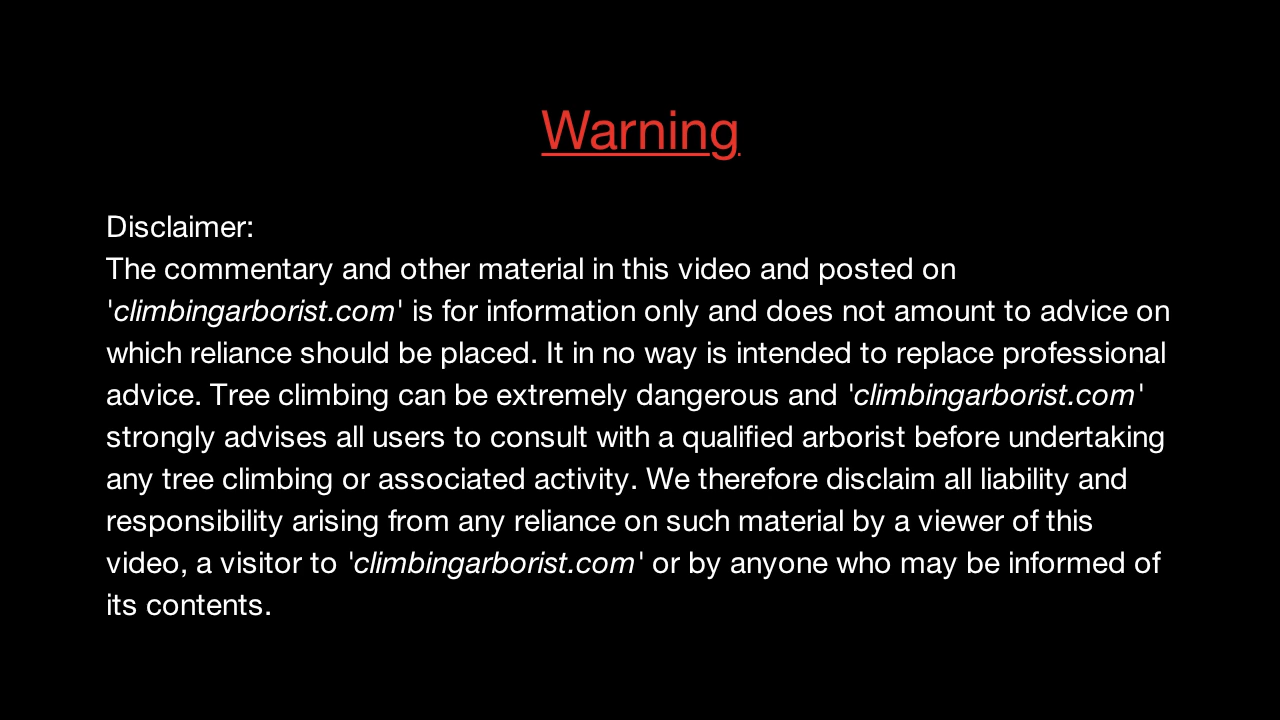 Warning
Disclaimer:
The commentary and other material in this video and posted on
'climbingarborist.com' is for information only and does not amount to advice on
which reliance should be placed. It in no way is intended to replace professional
advice. Tree climbing can be extremely dangerous and 'climbingarborist.com'
strongly advises all users to consult with a qualified arborist before undertaking
any tree climbing or associated activity. We therefore disclaim all liability and
responsibility arising from any reliance on such material by a viewer of this
video, a visitor to 'climbingarborist.com' or by anyone who may be informed of
its contents.